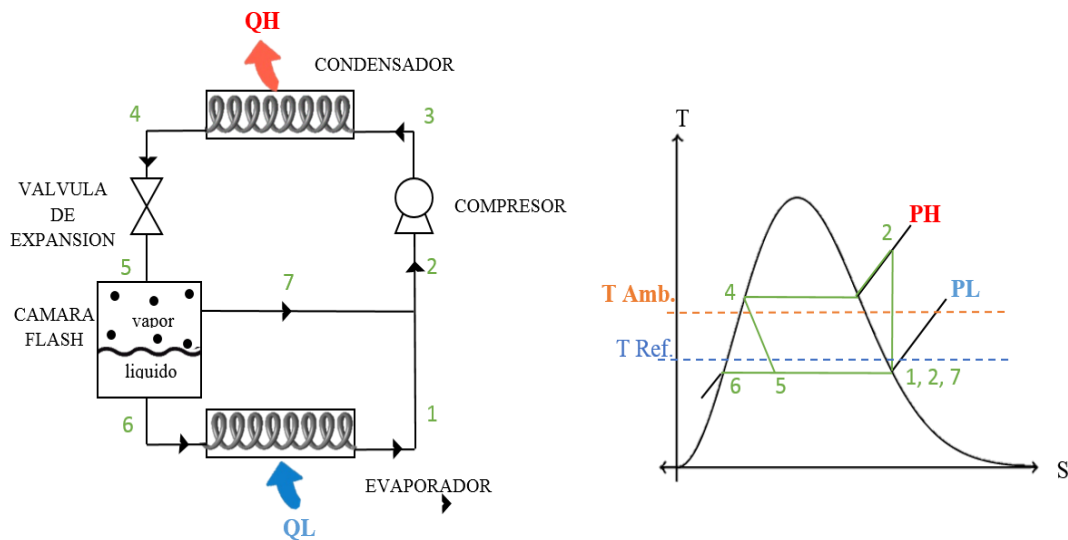 QH
CONDENSADOR
4
3
VALVULA
DE
EXPANSION
COMPRESOR
5
2
7
CAMARA
FLASH
vapor
liquido
6
1
EVAPORADOR
QL
T
PH
2
T Amb.
4
PL
T Ref.
6
5
1, 2, 7
S